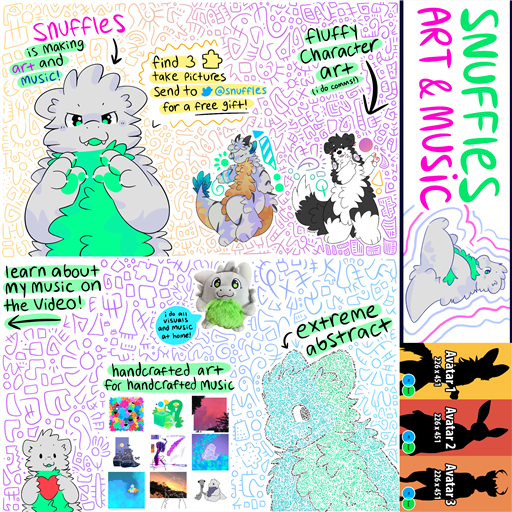 SNUFFLES
is making
art and
music!
find 3
take pictures
send to @snuffles
for a free gift!
fluffy
Character
art
(i do comms!)
learn about
my music on
the video!
i do all
visuals
and music
at home!
extreme
abstract
handcrafted art
for handcrafted music
SNUFFLES
ART & MUSIC
Avatar 1
226 x 451
Avatar 2
226 x 451
Avatar 3
226 x 451